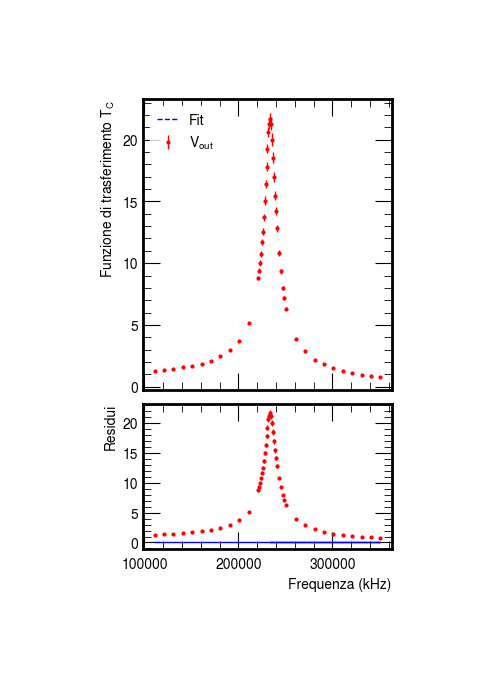 Funzione di trasferimento T_C
Fit
V_out
20
15
10
5
0
Residui
20
15
10
5
0
100000 200000 300000
Frequenza (kHz)